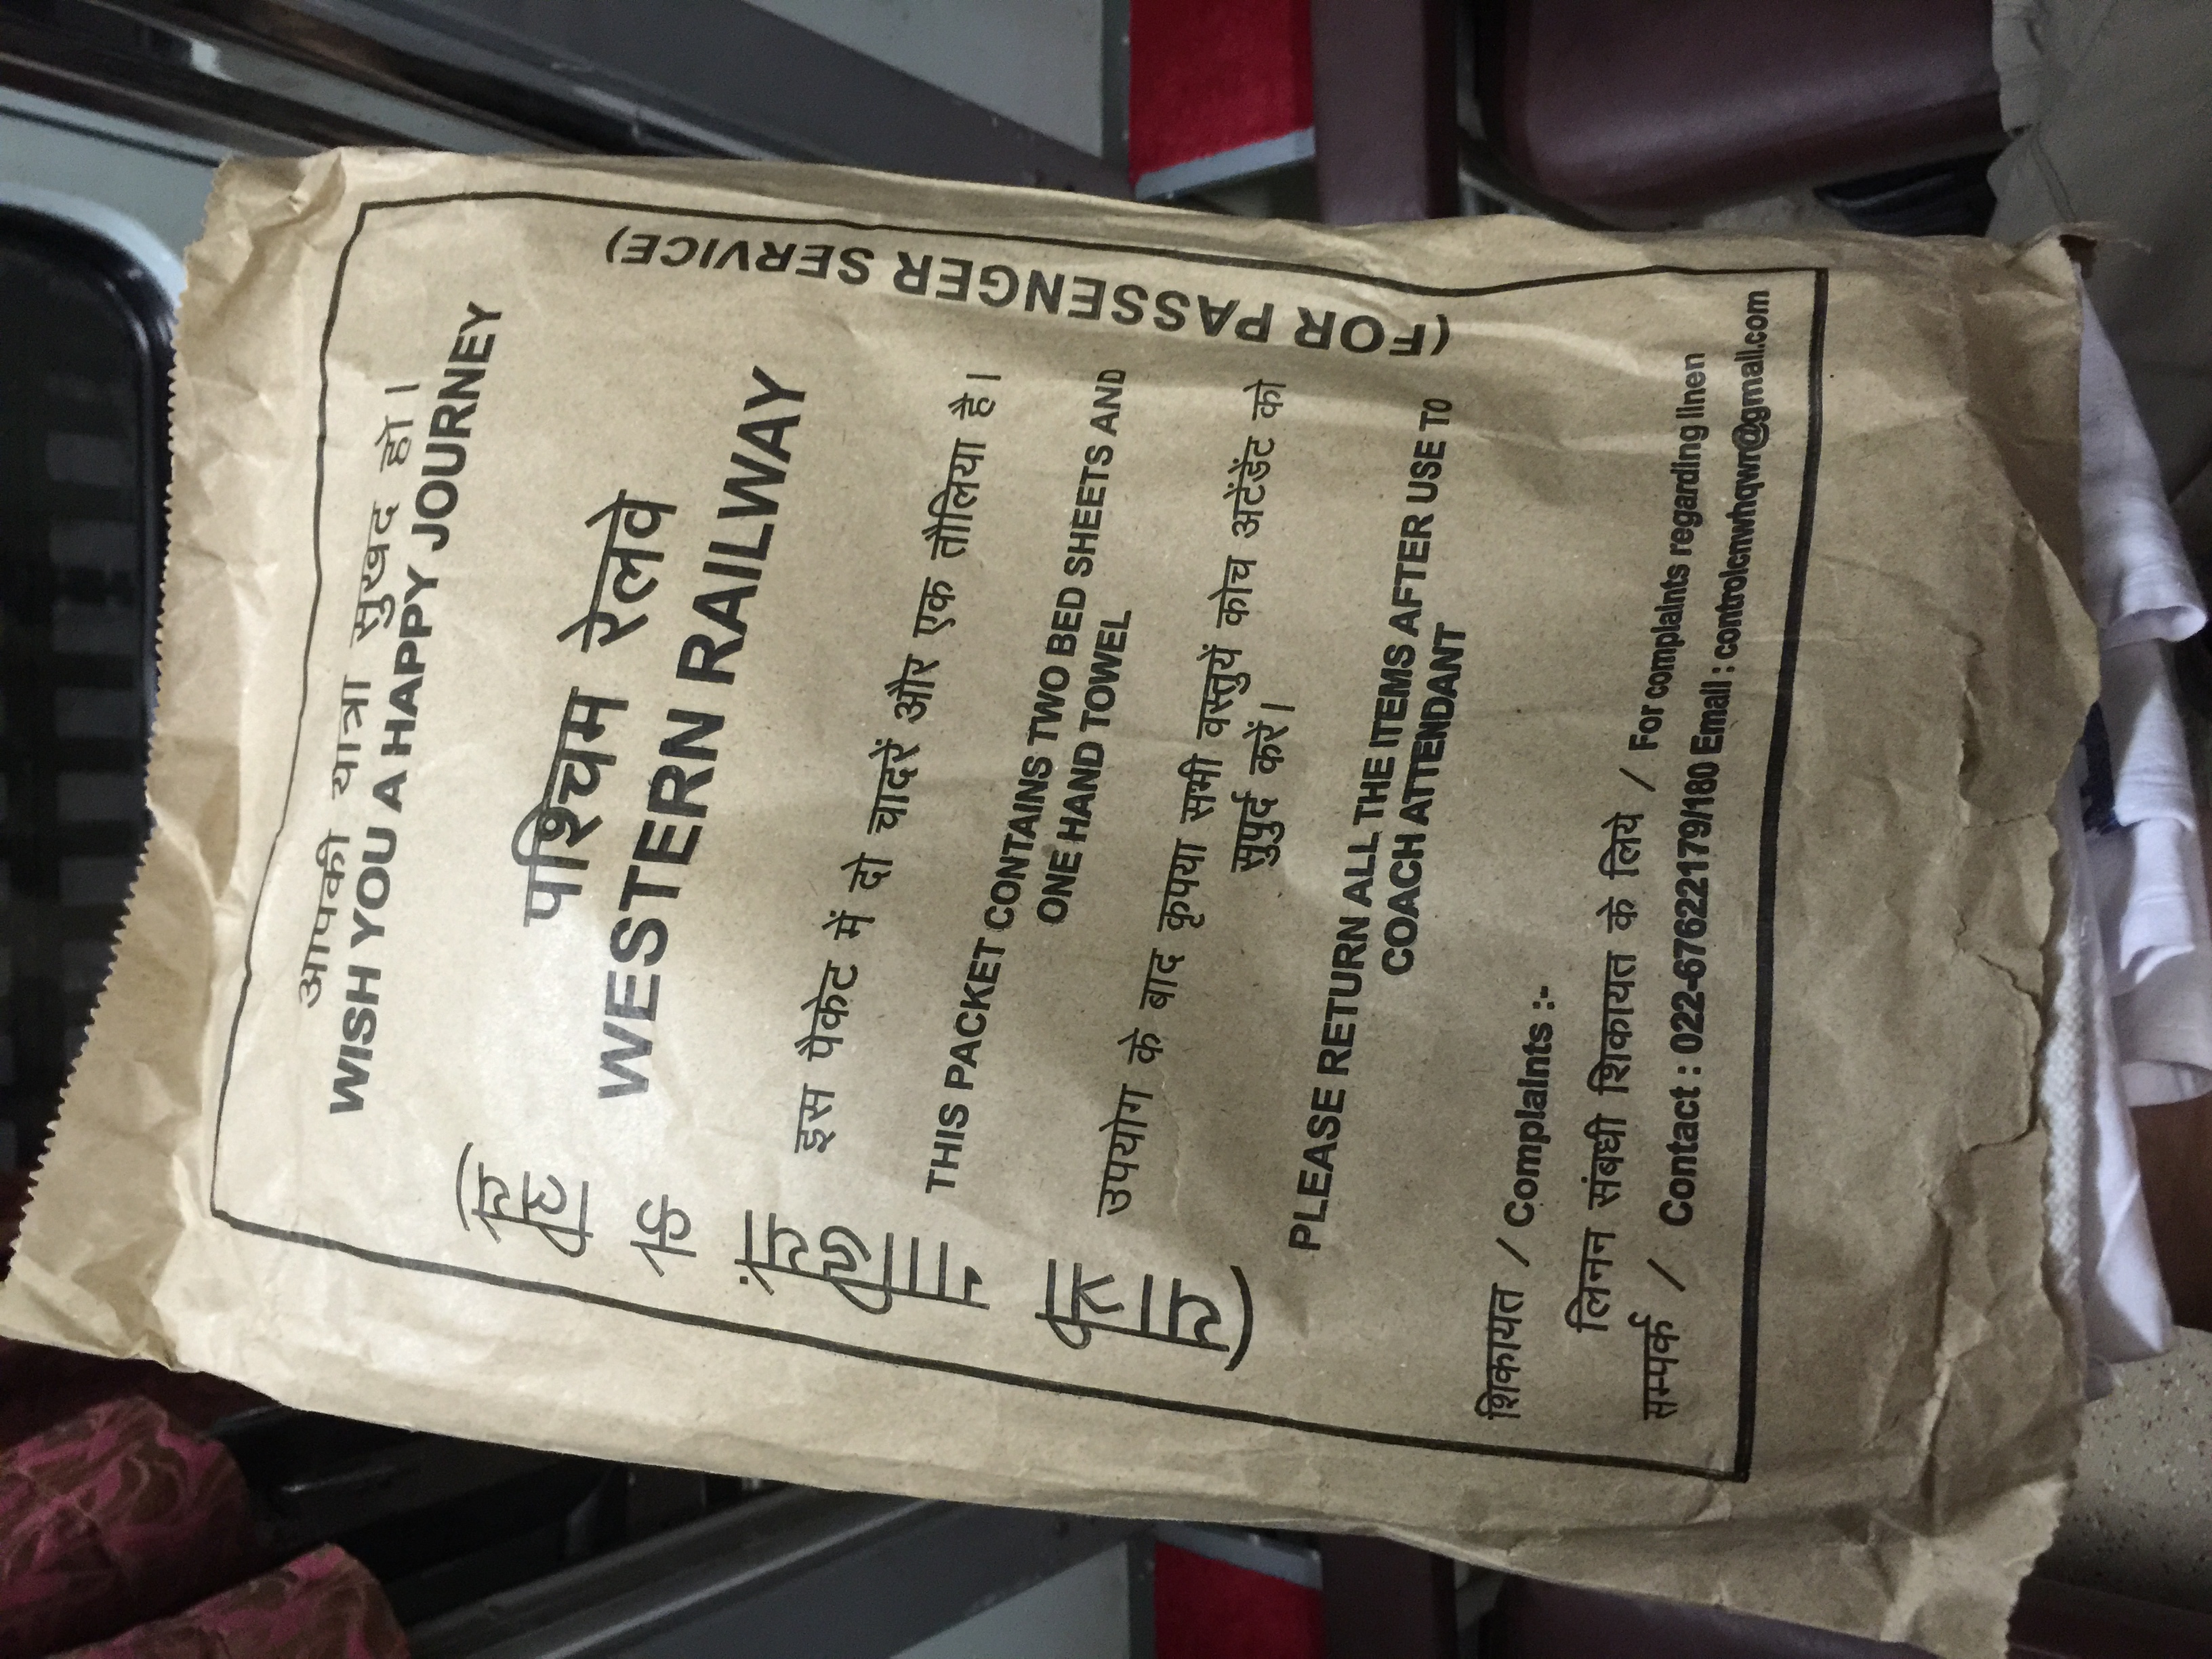 आपकी यात्रा सुखद हो।
WISH YOU A HAPPY JOURNEY
पश्चिम रेलवे
WESTERN RAILWAY
इस पैकेट में दो चादरें और एक तौलिया है।
THIS PACKET CONTAINS TWO BED SHEETS AND
ONE HAND TOWEL
उपयोग के बाद कृपया सभी वस्तुयें कोच अटेंडेंट को
सुपुर्द करें।
PLEASE RETURN ALL THE ITEMS AFTER USE TO
COACH ATTENDANT
शिकायत / Complaints :-
लिनन संबधी शिकायत के लिये / For complaints regarding linen
सम्पर्क / Contact : 022-67622179/180 Email : controlcnwhqwr@gmail.com
(FOR PASSENGER SERVICE)